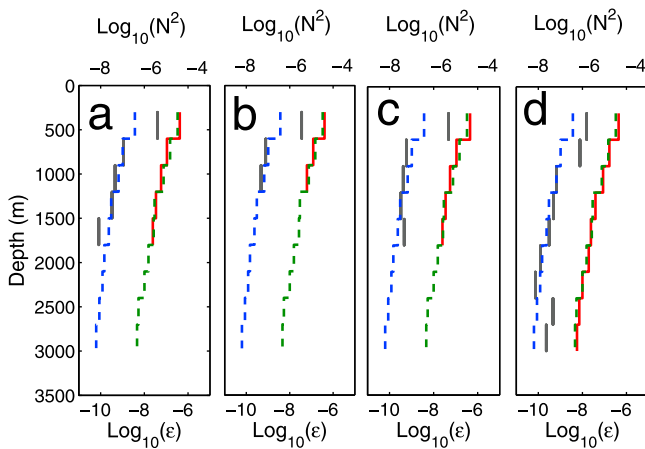 Log10(N²) Log10(N²) Log10(N²) Log10(N²)
−8 −6 −4 −8 −6 −4 −8 −6 −4 −8 −6 −4
0
500
1000
1500
2000
2500
3000
3500
Depth (m)
a b c d
−10 −8 −6 −10 −8 −6 −10 −8 −6 −10 −8 −6
Log10(ε) Log10(ε) Log10(ε) Log10(ε)